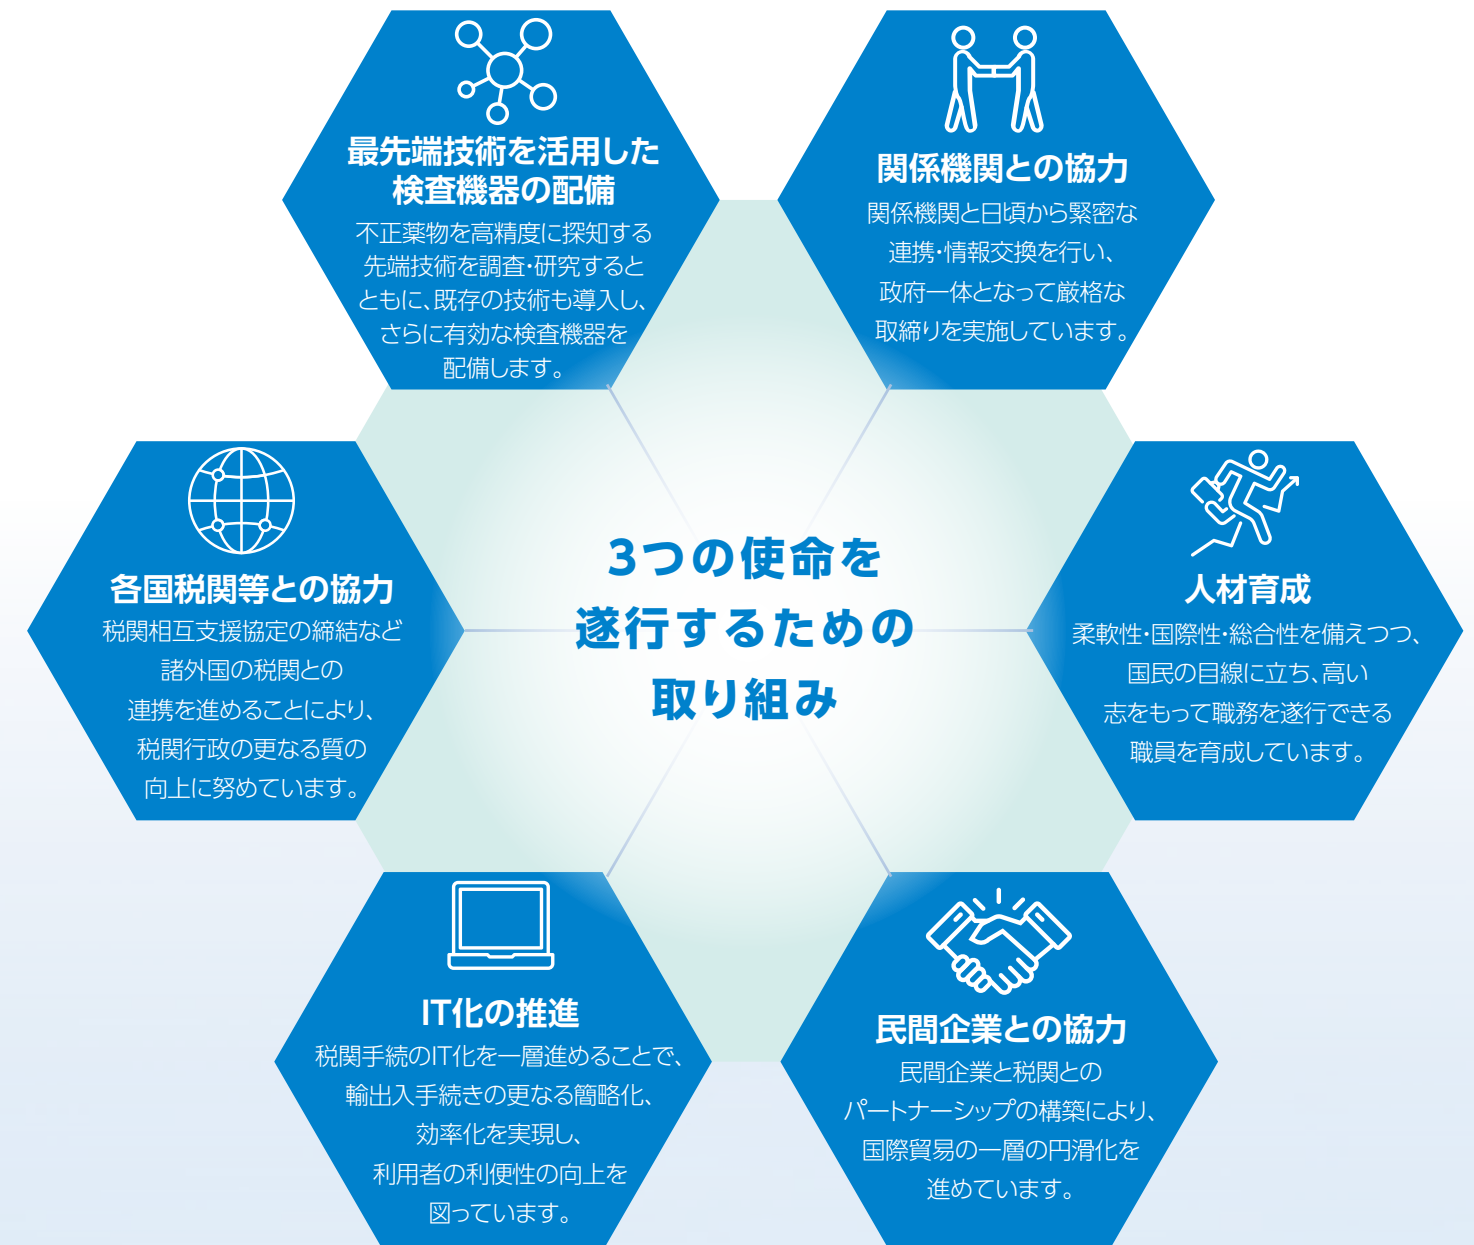 最先端技術を活用した
検査機器の配備
不正薬物を高精度に探知する
先端技術を調査・研究すると
ともに、既存の技術も導入し、
さらに有効な検査機器を
配備します。
関係機関との協力
関係機関と日頃から緊密な
連携・情報交換を行い、
政府一体となって厳格な
取締りを実施しています。
各国税関等との協力
税関相互支援協定の締結など
諸外国の税関との
連携を進めることにより、
税関行政の更なる質の
向上に努めています。
3つの使命を
遂行するための
取り組み
人材育成
柔軟性・国際性・総合性を備えつつ、
国民の目線に立ち、高い
志をもって職務を遂行できる
職員を育成しています。
IT化の推進
税関手続のIT化を一層進めることで、
輸出入手続きの更なる簡略化、
効率化を実現し、
利用者の利便性の向上を
図っています。
民間企業との協力
民間企業と税関との
パートナーシップの構築により、
国際貿易の一層の円滑化を
進めています。